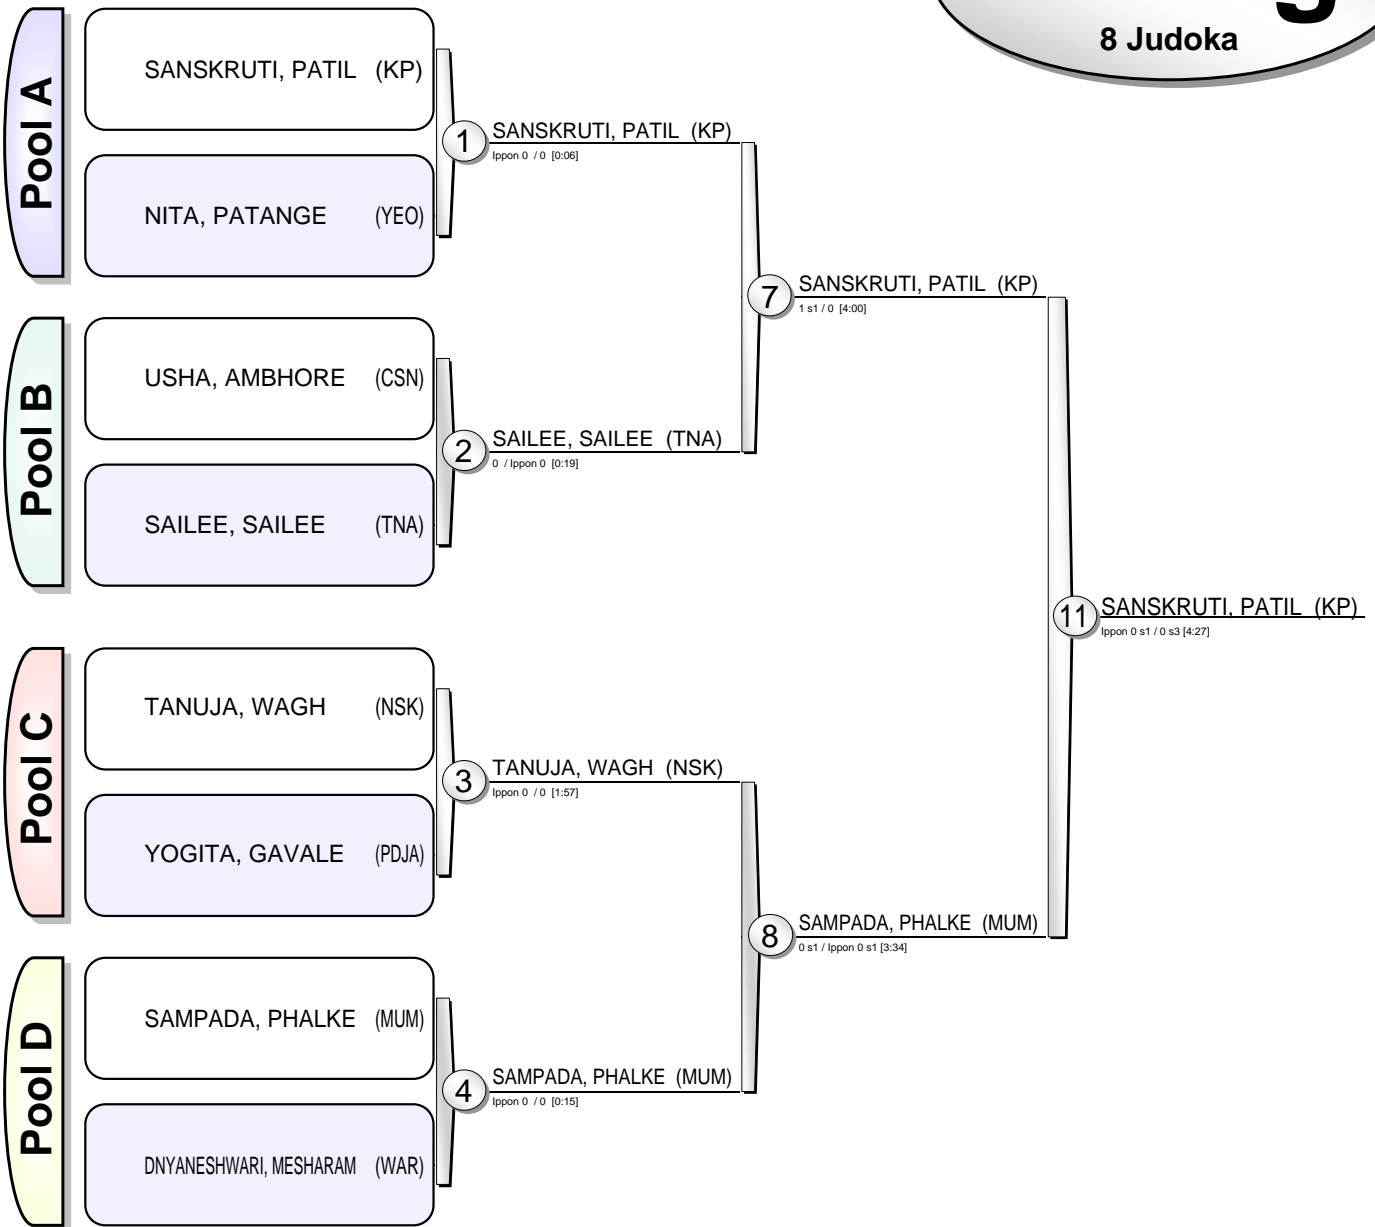 8 Judoka
Pool A
SANSKRUTI, PATIL (KP)
NITA, PATANGE (YEO)
1
SANSKRUTI, PATIL (KP)
Ippon 0 / 0 [0:06]
Pool B
USHA, AMBHORE (CSN)
SAILEE, SAILEE (TNA)
2
SAILEE, SAILEE (TNA)
0 / Ippon 0 [0:19]
7
SANSKRUTI, PATIL (KP)
1 s1 / 0 [4:00]
Pool C
TANUJA, WAGH (NSK)
YOGITA, GAVALE (PDJA)
3
TANUJA, WAGH (NSK)
Ippon 0 / 0 [1:57]
Pool D
SAMPADA, PHALKE (MUM)
DNYANESHWARI, MESHARAM (WAR)
4
SAMPADA, PHALKE (MUM)
Ippon 0 / 0 [0:15]
8
SAMPADA, PHALKE (MUM)
0 s1 / Ippon 0 s1 [3:34]
11
SANSKRUTI, PATIL (KP)
Ippon 0 s1 / 0 s3 [4:27]